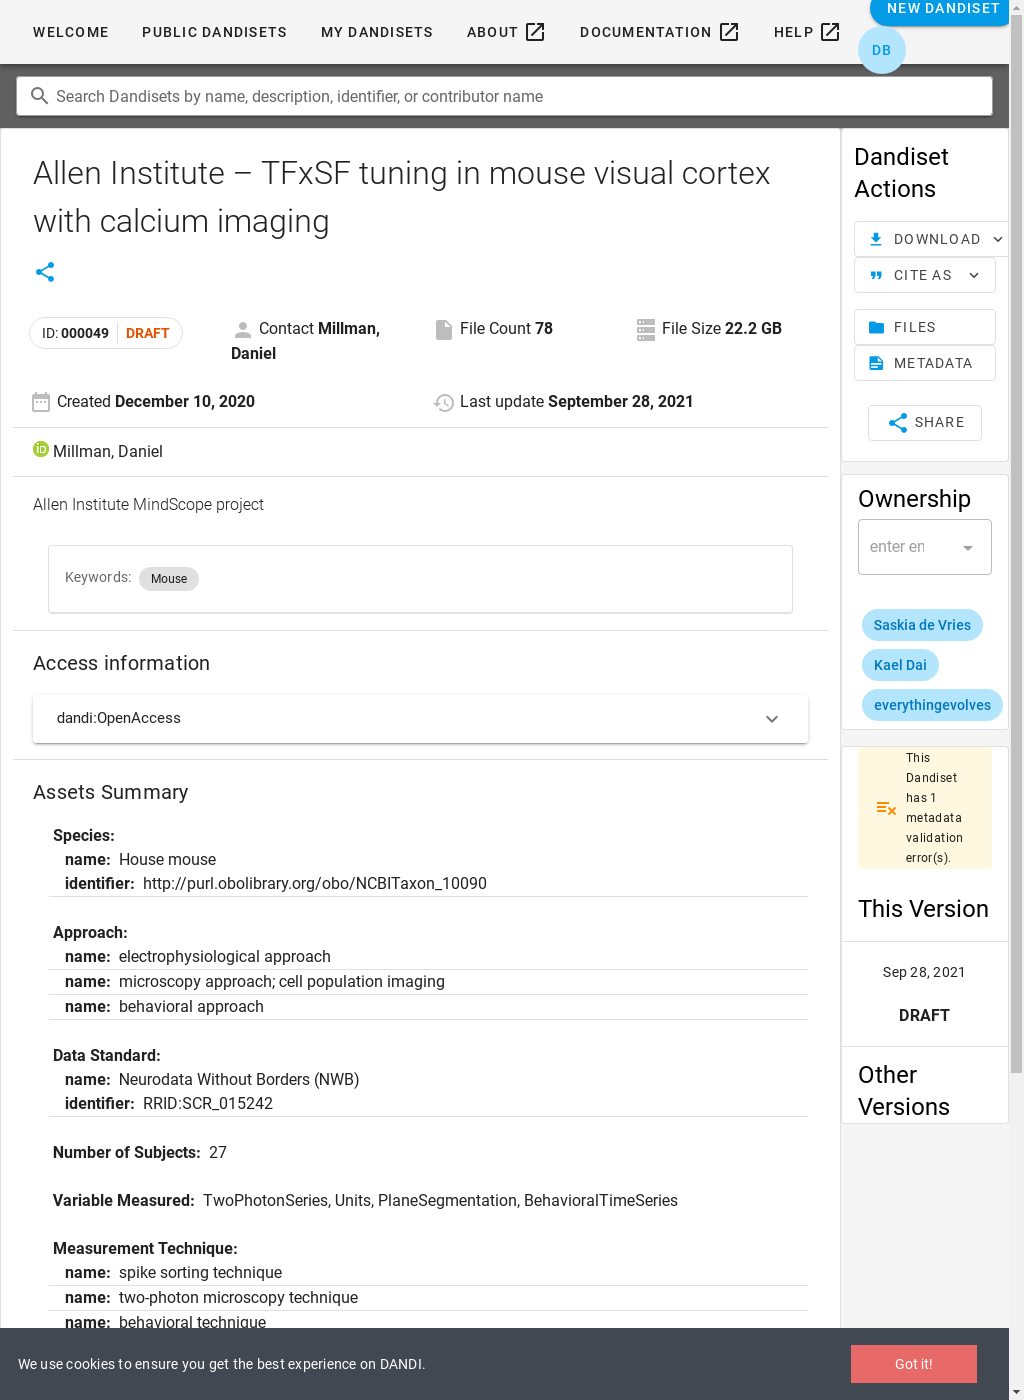 NEW DANDISET
WELCOME
PUBLIC DANDISETS
MY DANDISETS
ABOUT
DOCUMENTATION
HELP
DB
Search Dandisets by name, description, identifier, or contributor name
Allen Institute – TFxSF tuning in mouse visual cortex
with calcium imaging
ID: 000049 DRAFT
Contact Millman,
Daniel
File Count 78
File Size 22.2 GB
Created December 10, 2020
Last update September 28, 2021
iD Millman, Daniel
Allen Institute MindScope project
Keywords: Mouse
Access information
dandi:OpenAccess
Assets Summary
Species:
name: House mouse
identifier: http://purl.obolibrary.org/obo/NCBITaxon_10090
Approach:
name: electrophysiological approach
name: microscopy approach; cell population imaging
name: behavioral approach
Data Standard:
name: Neurodata Without Borders (NWB)
identifier: RRID:SCR_015242
Number of Subjects: 27
Variable Measured: TwoPhotonSeries, Units, PlaneSegmentation, BehavioralTimeSeries
Measurement Technique:
name: spike sorting technique
name: two-photon microscopy technique
name: behavioral technique
Dandiset
Actions
DOWNLOAD
CITE AS
FILES
METADATA
SHARE
Ownership
enter en
Saskia de Vries
Kael Dai
everythingevolves
This
Dandiset
has 1
metadata
validation
error(s).
This Version
Sep 28, 2021
DRAFT
Other
Versions
We use cookies to ensure you get the best experience on DANDI.
Got it!